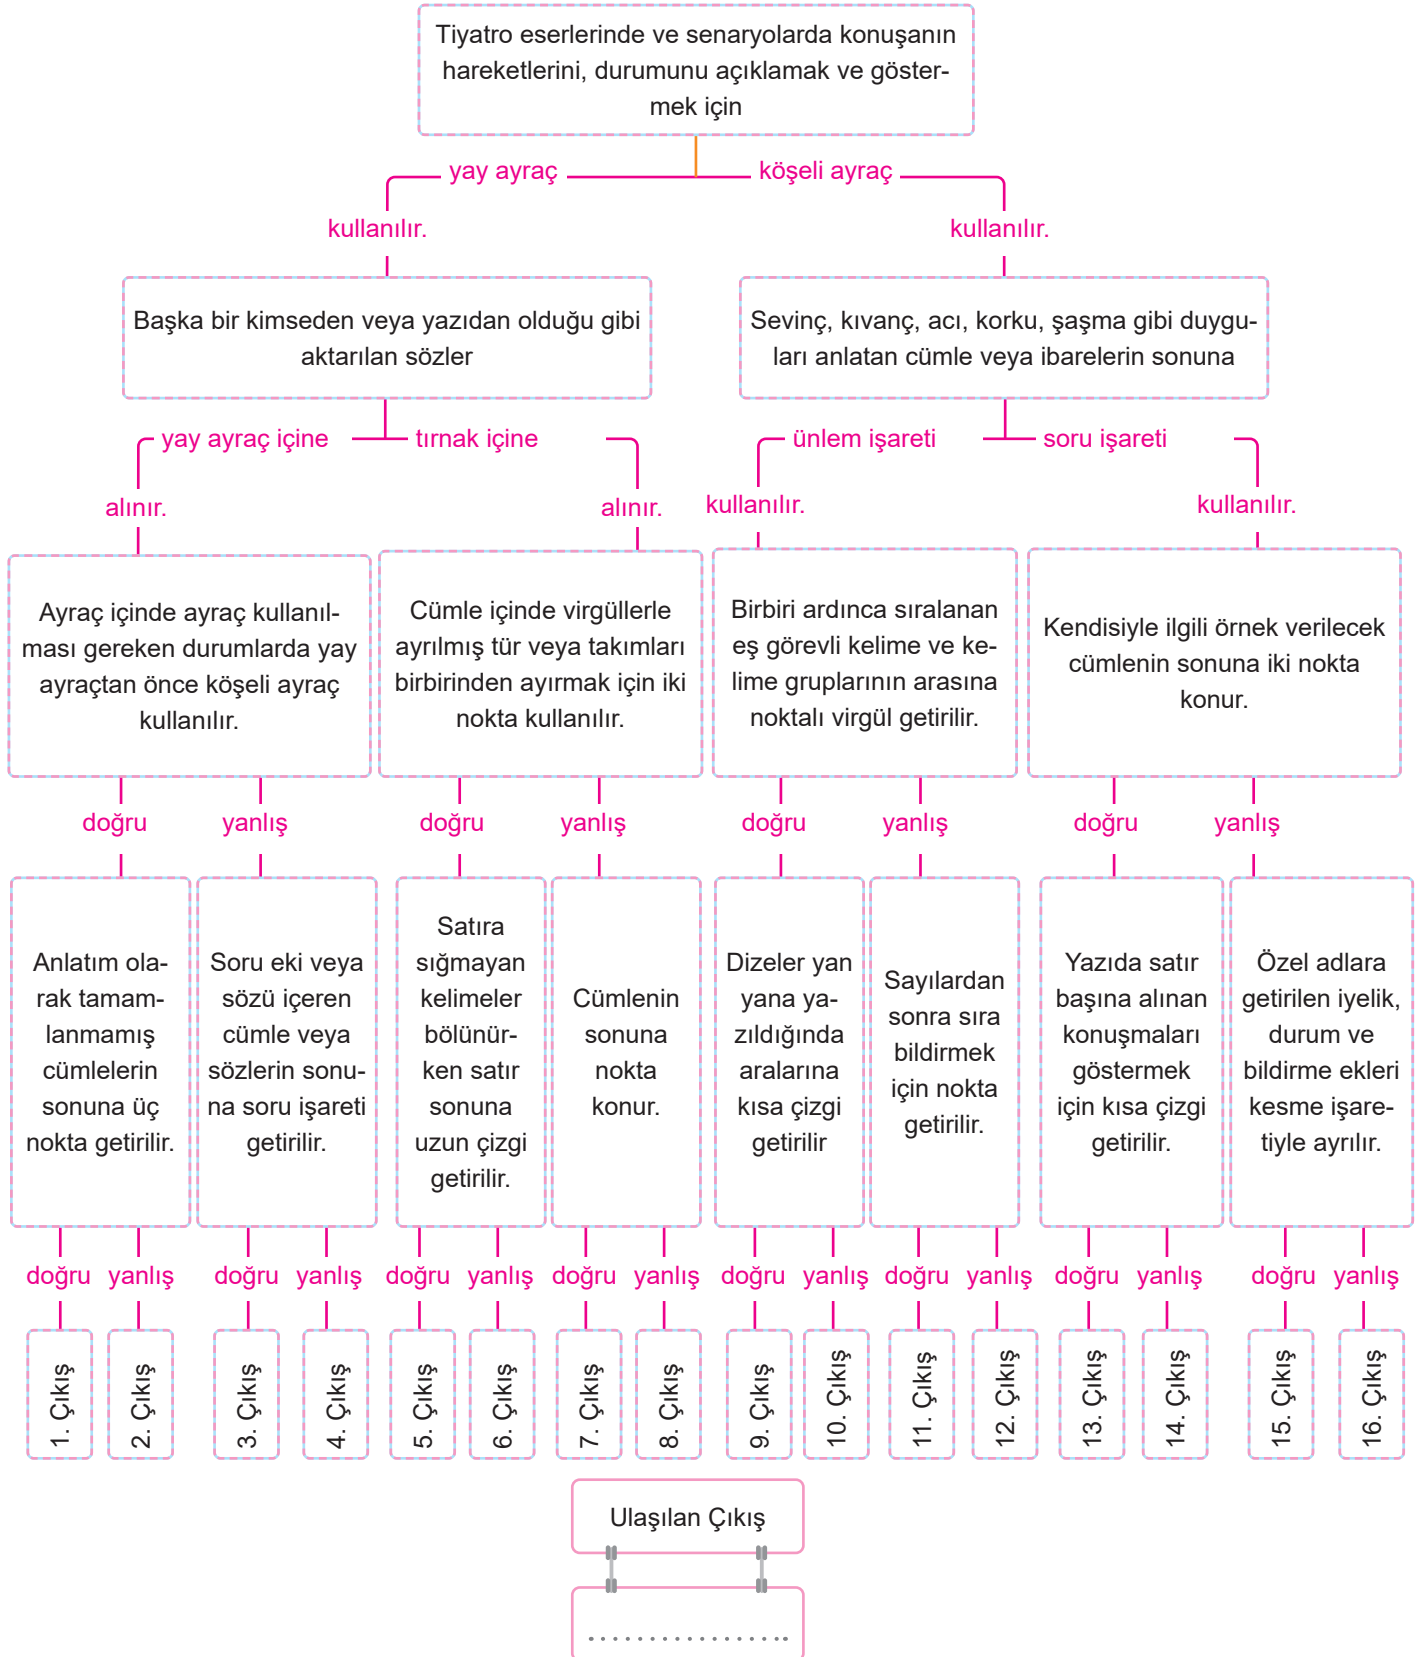 Tiyatro eserlerinde ve senaryolarda konuşanın
hareketlerini, durumunu açıklamak ve göster-
mek için
yay ayraç
köşeli ayraç
kullanılır.
kullanılır.
Başka bir kimseden veya yazıdan olduğu gibi
aktarılan sözler
Sevinç, kıvanç, acı, korku, şaşma gibi duygu-
ları anlatan cümle veya ibarelerin sonuna
yay ayraç içine
tırnak içine
ünlem işareti
soru işareti
alınır.
alınır.
kullanılır.
kullanılır.
Ayraç içinde ayraç kullanıl-
ması gereken durumlarda yay
ayraçtan önce köşeli ayraç
kullanılır.
Cümle içinde virgüllerle
ayrılmış tür veya takımları
birbirinden ayırmak için iki
nokta kullanılır.
Birbiri ardınca sıralanan
eş görevli kelime ve ke-
lime gruplarının arasına
noktalı virgül getirilir.
Kendisiyle ilgili örnek verilecek
cümlenin sonuna iki nokta
konur.
doğru
yanlış
doğru
yanlış
doğru
yanlış
doğru
yanlış
Anlatım ola-
rak tamam-
lanmamış
cümlelerin
sonuna üç
nokta getirilir.
Soru eki veya
sözü içeren
cümle veya
sözlerin sonu-
na soru işareti
getirilir.
Satıra
sığmayan
kelimeler
bölünür-
ken satır
sonuna
uzun çizgi
getirilir.
Cümlenin
sonuna
nokta
konur.
Dizeler yan
yana ya-
zıldığında
aralarına
kısa çizgi
getirilir
Sayılardan
sonra sıra
bildirmek
için nokta
getirilir.
Yazıda satır
başına alınan
konuşmaları
göstermek
için kısa çizgi
getirilir.
Özel adlara
getirilen iyelik,
durum ve
bildirme ekleri
kesme işare-
tiyle ayrılır.
doğru
yanlış
doğru
yanlış
doğru
yanlış
doğru
yanlış
doğru
yanlış
doğru
yanlış
doğru
yanlış
doğru
yanlış
1. Çıkış
2. Çıkış
3. Çıkış
4. Çıkış
5. Çıkış
6. Çıkış
7. Çıkış
8. Çıkış
9. Çıkış
10. Çıkış
11. Çıkış
12. Çıkış
13. Çıkış
14. Çıkış
15. Çıkış
16. Çıkış
Ulaşılan Çıkış
.................